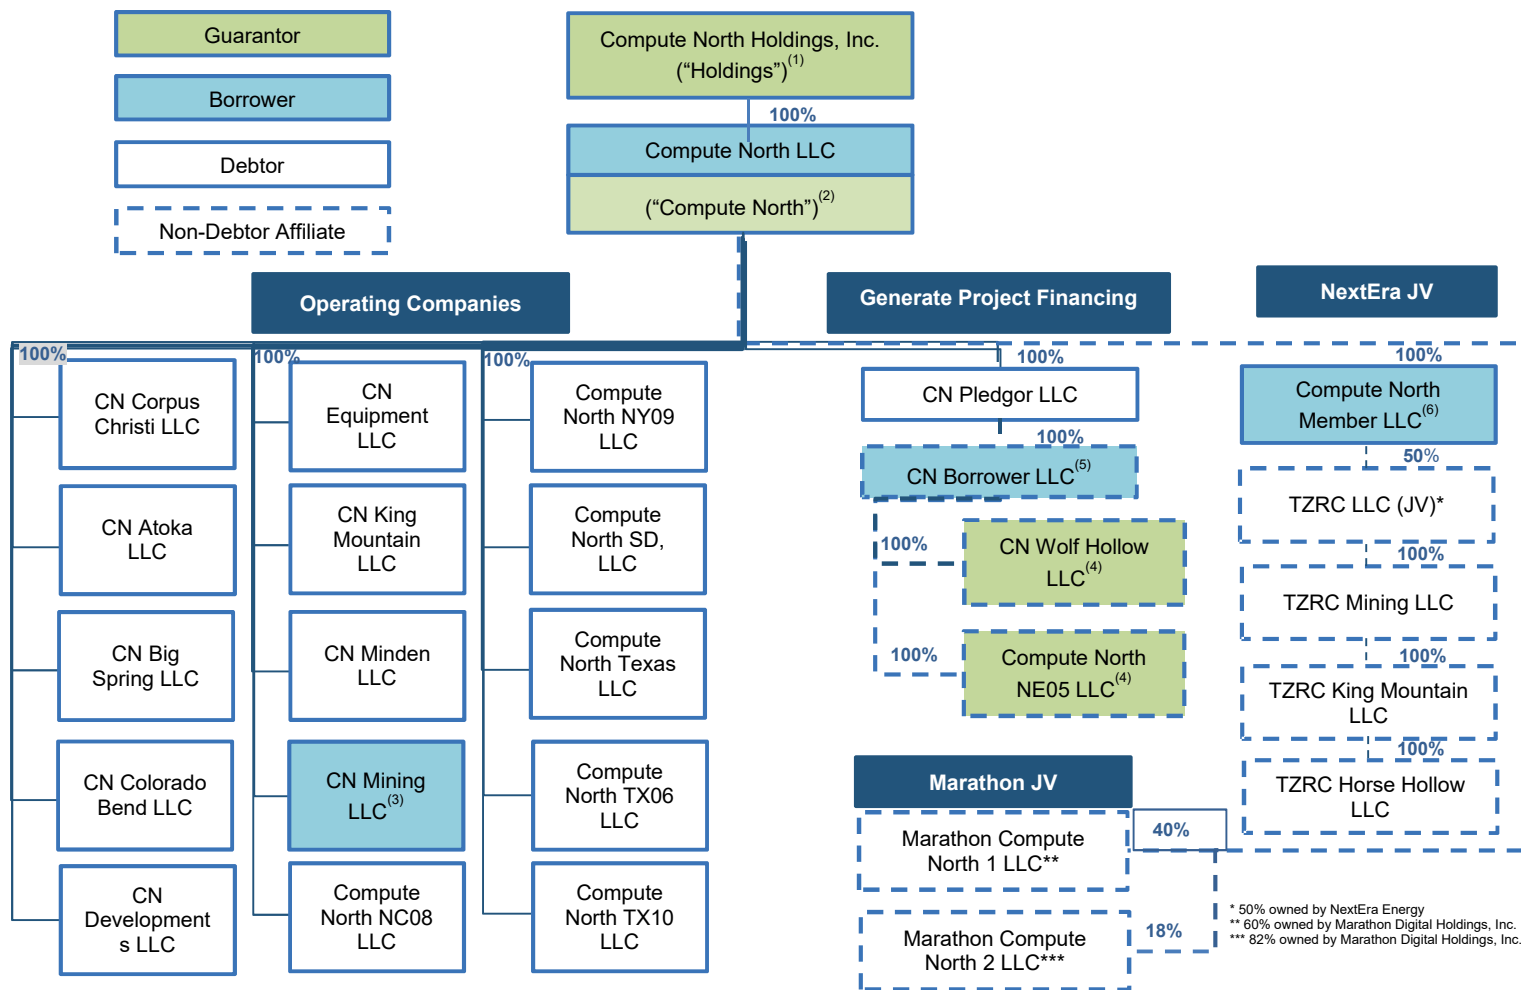 Guarantor
Borrower
Debtor
Non-Debtor Affiliate
Compute North Holdings, Inc.
(“Holdings”)(1)
100%
Compute North LLC
(“Compute North”)(2)
Operating Companies
100%
CN Corpus
Christi LLC
CN Atoka
LLC
CN Big
Spring LLC
CN Colorado
Bend LLC
CN
Development
s LLC
100%
CN
Equipment
LLC
CN King
Mountain
LLC
CN Minden
LLC
CN Mining
LLC(3)
Compute
North NC08
LLC
100%
Compute
North NY09
LLC
Compute
North SD,
LLC
Compute
North Texas
LLC
Compute
North TX06
LLC
Compute
North TX10
LLC
Generate Project Financing
100%
CN Pledgor LLC
100%
CN Borrower LLC(5)
100%
CN Wolf Hollow
LLC(4)
100%
Compute North
NE05 LLC(4)
Marathon JV
Marathon Compute
North 1 LLC**
40%
Marathon Compute
North 2 LLC***
18%
NextEra JV
100%
Compute North
Member LLC(6)
50%
TZRC LLC (JV)*
100%
TZRC Mining LLC
100%
TZRC King Mountain
LLC
100%
TZRC Horse Hollow
LLC
* 50% owned by NextEra Energy
** 60% owned by Marathon Digital Holdings, Inc.
*** 82% owned by Marathon Digital Holdings, Inc.